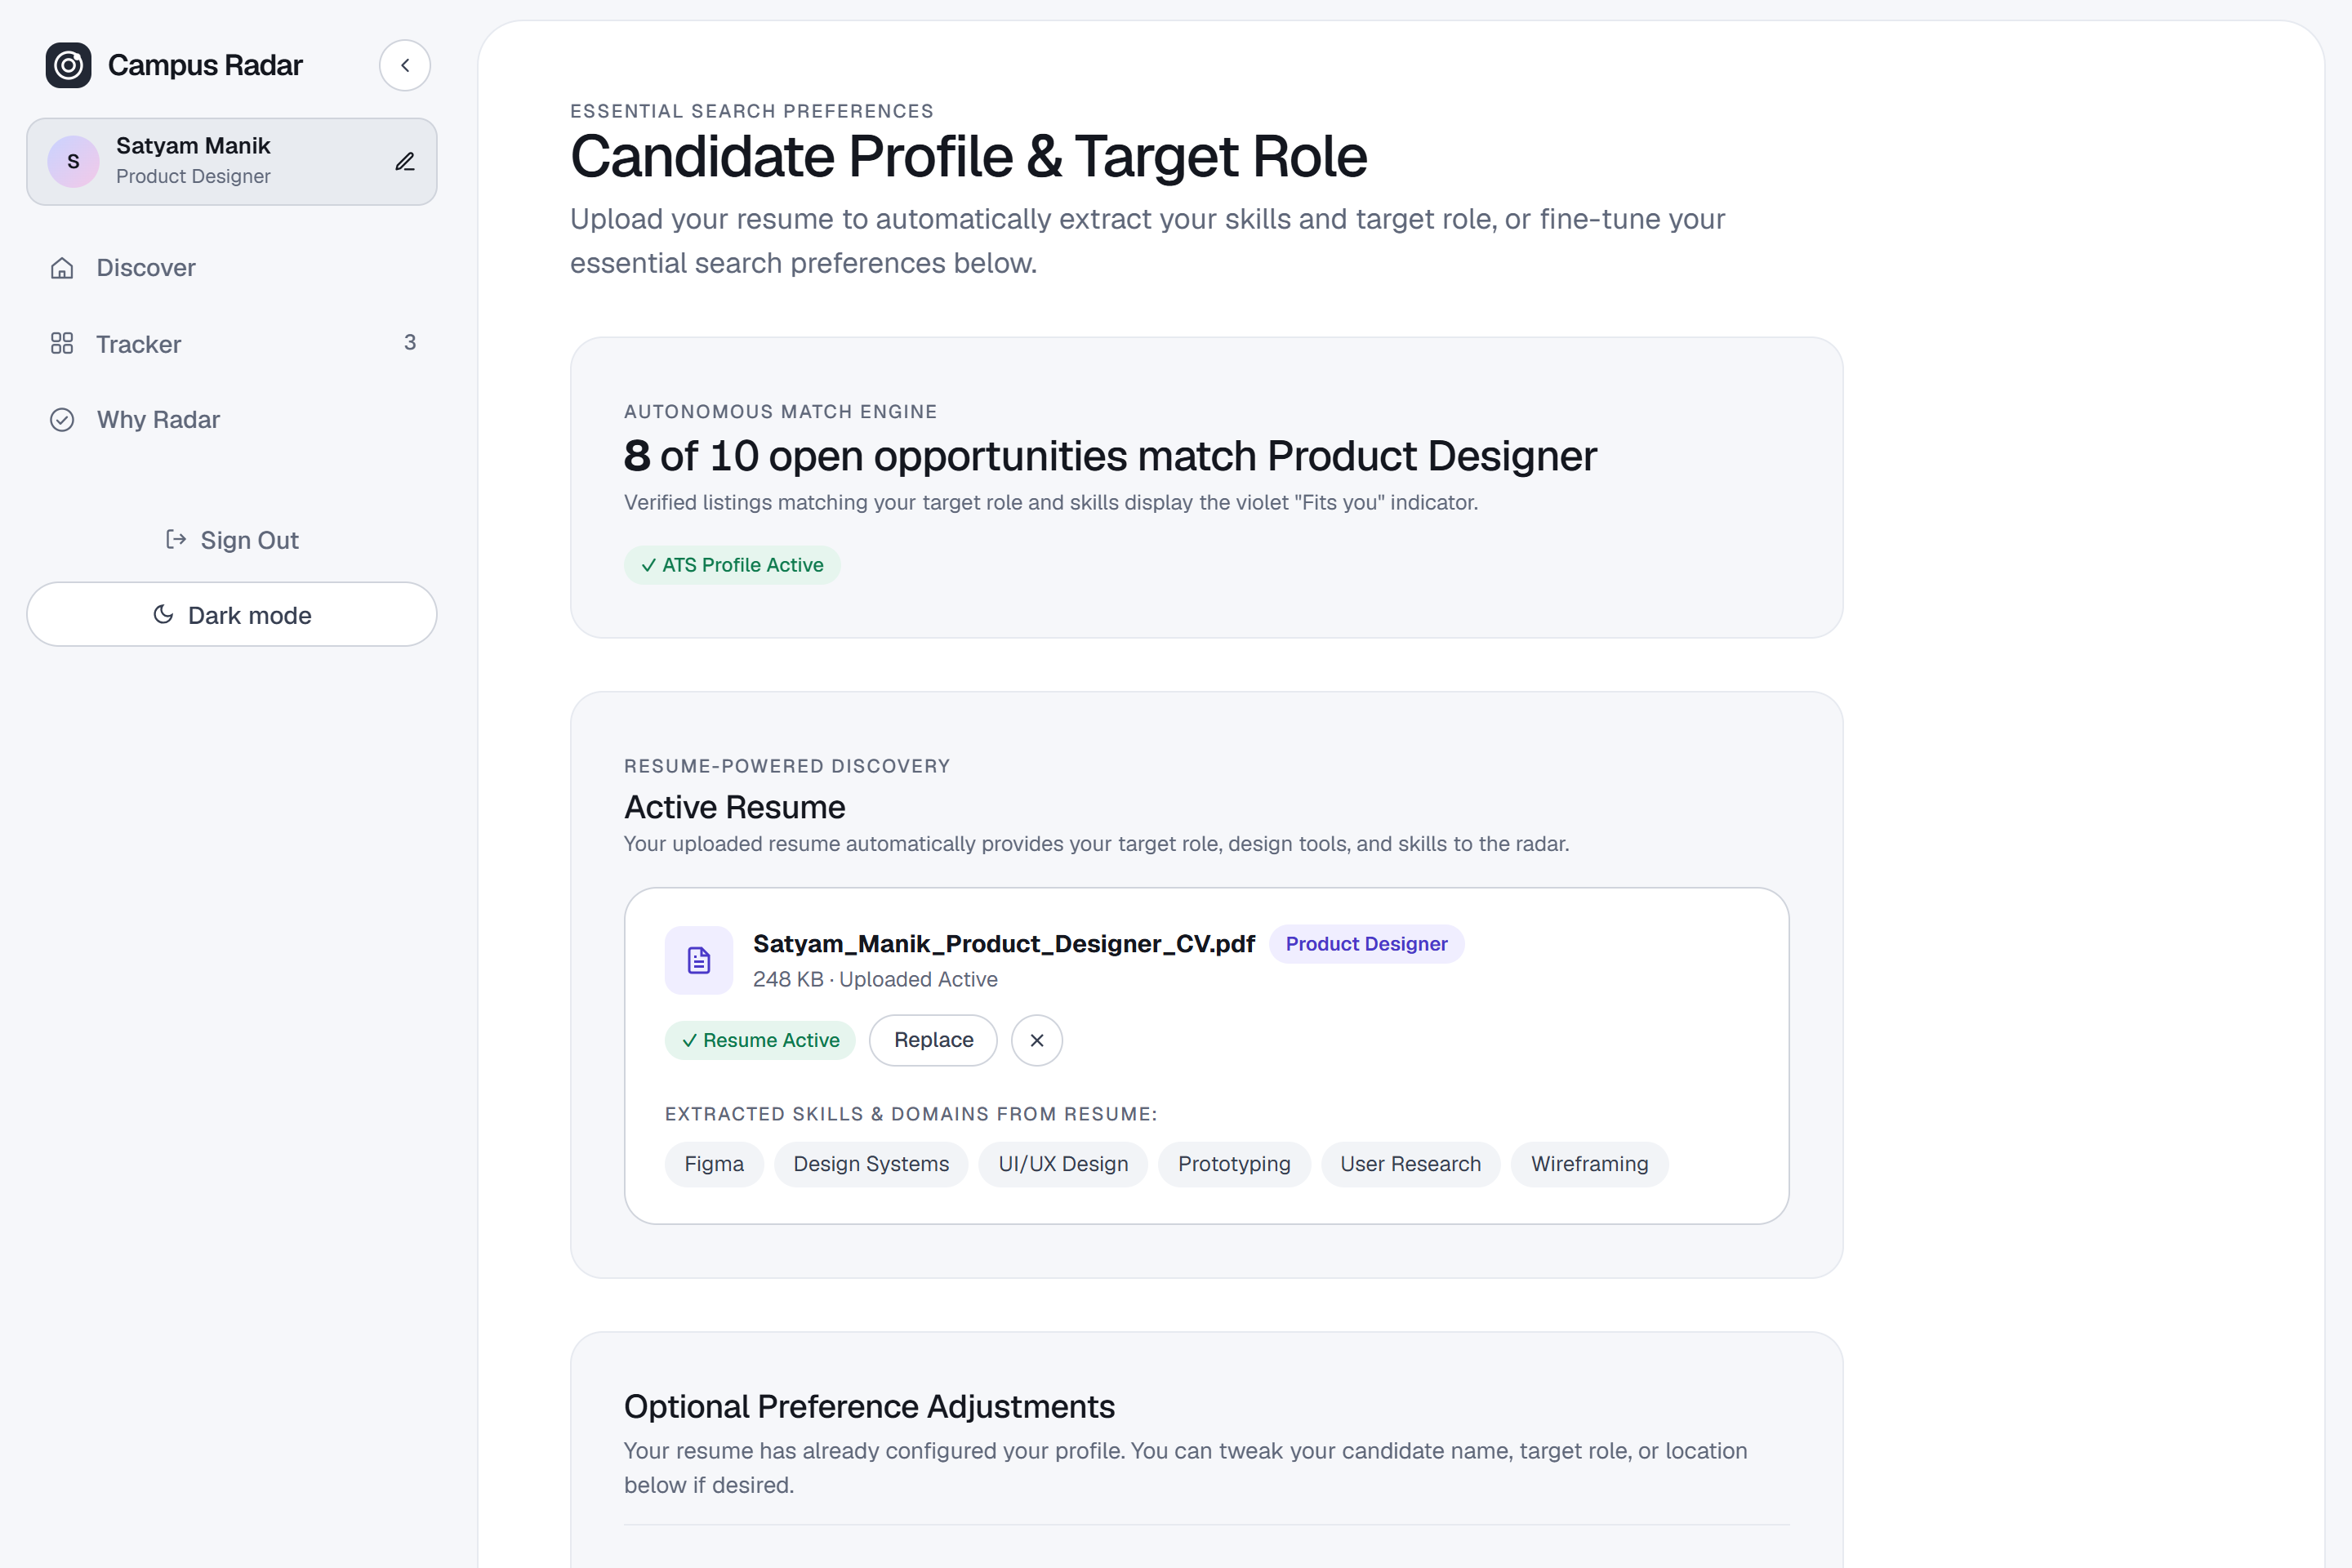 Campus Radar
S
Satyam Manik
Product Designer
Discover
Tracker
3
Why Radar
Sign Out
Dark mode
ESSENTIAL SEARCH PREFERENCES
Candidate Profile & Target Role
Upload your resume to automatically extract your skills and target role, or fine-tune your
essential search preferences below.
AUTONOMOUS MATCH ENGINE
8 of 10 open opportunities match Product Designer
Verified listings matching your target role and skills display the violet "Fits you" indicator.
✓ ATS Profile Active
RESUME-POWERED DISCOVERY
Active Resume
Your uploaded resume automatically provides your target role, design tools, and skills to the radar.
Satyam_Manik_Product_Designer_CV.pdf
Product Designer
248 KB · Uploaded Active
✓ Resume Active
Replace
EXTRACTED SKILLS & DOMAINS FROM RESUME:
Figma
Design Systems
UI/UX Design
Prototyping
User Research
Wireframing
Optional Preference Adjustments
Your resume has already configured your profile. You can tweak your candidate name, target role, or location
below if desired.